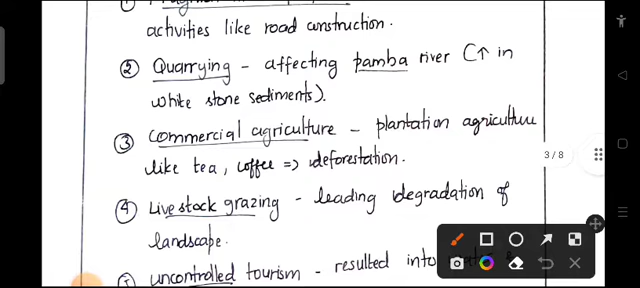 ①
activities like road construction.
② Quarrying - affecting pamba river (↑ in
white stone sediments).
③ Commercial agriculture - plantation agriculture
like tea, coffee => deforestation.
3 / 8
④ Livestock grazing - leading degradation of
landscape.
uncontrolled tourism - resulted into